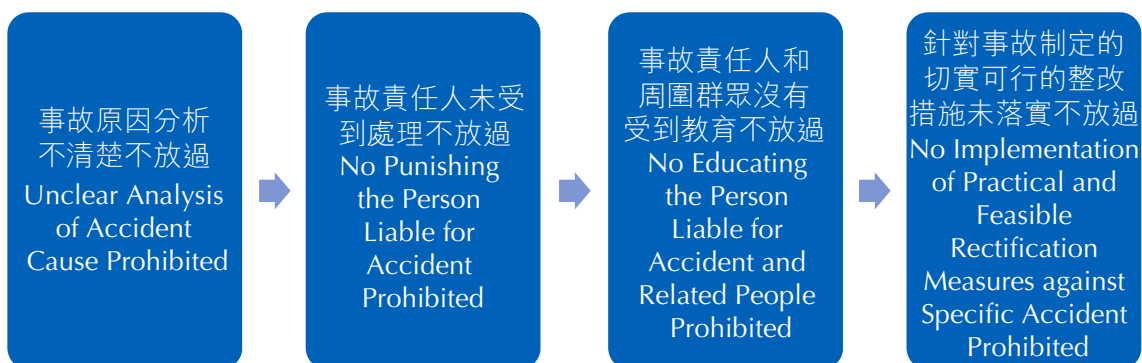 事故原因分析
不清楚不放過
Unclear Analysis
of Accident
Cause Prohibited
事故責任人未受
到處理不放過
No Punishing
the Person
Liable for
Accident
Prohibited
事故責任人和
周圍群眾沒有
受到教育不放過
No Educating
the Person
Liable for
Accident and
Related People
Prohibited
針對事故制定的
切實可行的整改
措施未落實不放過
No Implementation
of Practical and
Feasible
Rectification
Measures against
Specific Accident
Prohibited